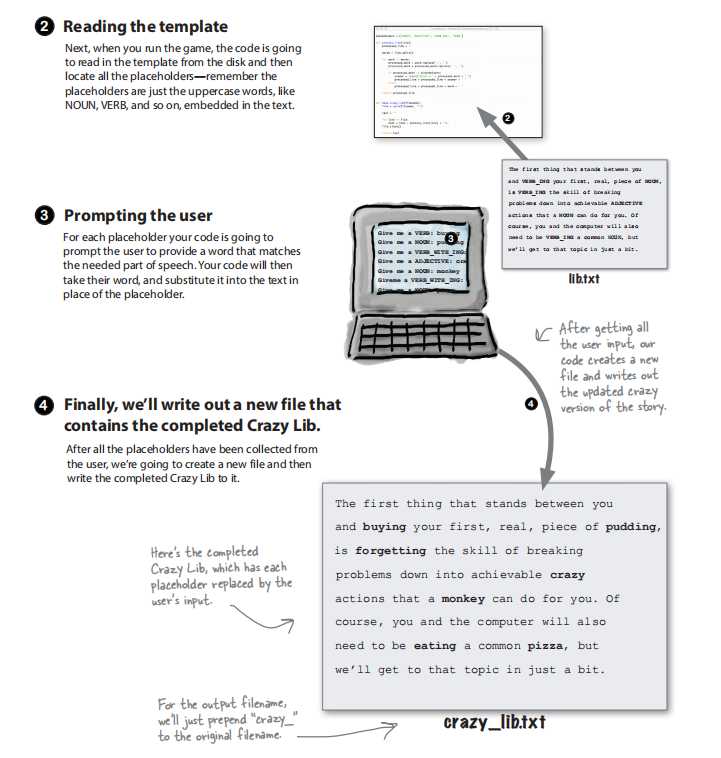 2 Reading the template
Next, when you run the game, the code is going
to read in the template from the disk and then
locate all the placeholders—remember the
placeholders are just the uppercase words, like
NOUN, VERB, and so on, embedded in the text.
2
The first thing that stands between you
and VERB_ING your first, real, piece of NOUN,
is VERB_ING the skill of breaking
problems down into achievable ADJECTIVE
actions that a NOUN can do for you. Of
course, you and the computer will also
need to be VERB_ING a common NOUN, but
we'll get to that topic in just a bit.
lib.txt
3 Prompting the user
For each placeholder your code is going to
prompt the user to provide a word that matches
the needed part of speech. Your code will then
take their word, and substitute it into the text in
place of the placeholder.
Give me a VERB: buying
3
Give me a NOUN: pudding
Give me a VERB_WITH_ING:
Give me a ADJECTIVE: cra
Give me a NOUN: monkey
Giveme a VERB_WITH_ING:
Give me a NOUN:
After getting all
the user input, our
code creates a new
file and writes out
the updated crazy
version of the story.
4
4 Finally, we'll write out a new file that
contains the completed Crazy Lib.
After all the placeholders have been collected from
the user, we're going to create a new file and then
write the completed Crazy Lib to it.
The first thing that stands between you
and buying your first, real, piece of pudding,
is forgetting the skill of breaking
problems down into achievable crazy
actions that a monkey can do for you. Of
course, you and the computer will also
need to be eating a common pizza, but
we'll get to that topic in just a bit.
Here's the completed
Crazy Lib, which has each
placeholder replaced by the
user's input.
For the output filename,
we'll just prepend "crazy_"
to the original filename.
crazy_lib.txt